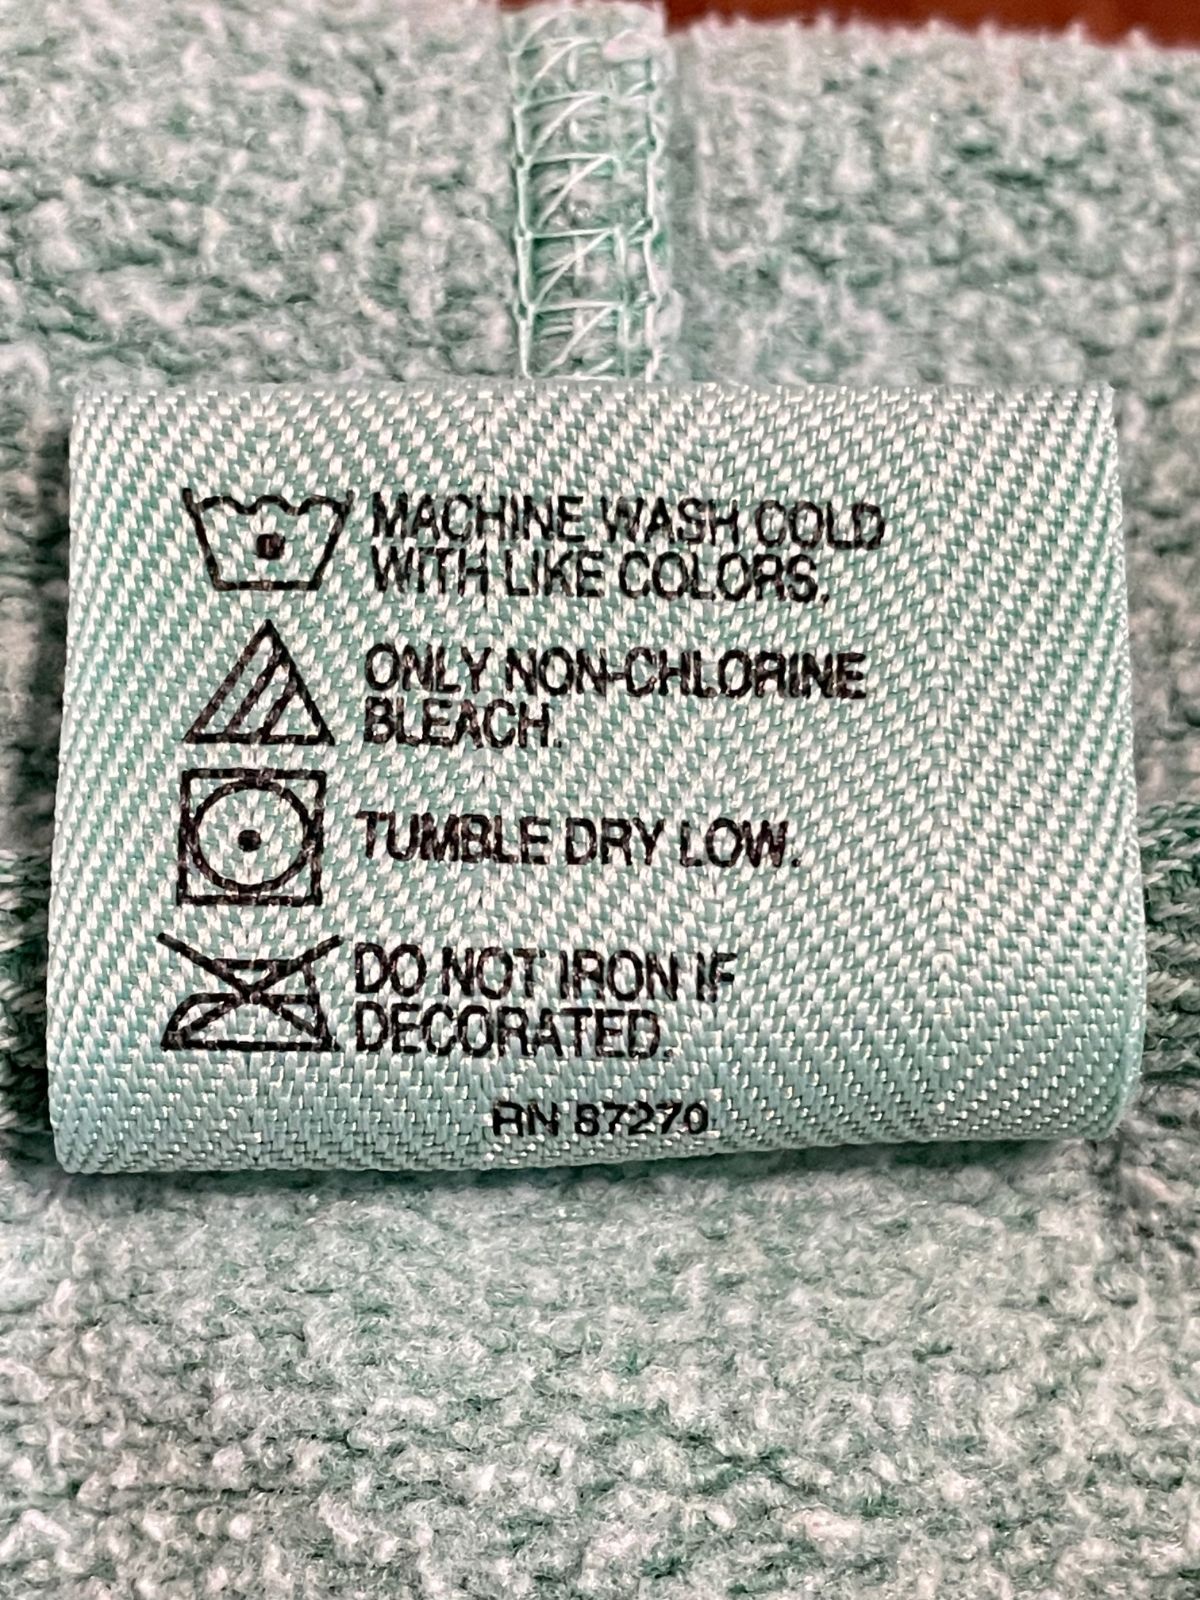 MACHINE WASH COLD
WITH LIKE COLORS.
ONLY NON-CHLORINE
BLEACH.
TUMBLE DRY LOW.
DO NOT IRON IF
DECORATED.
RN 87270